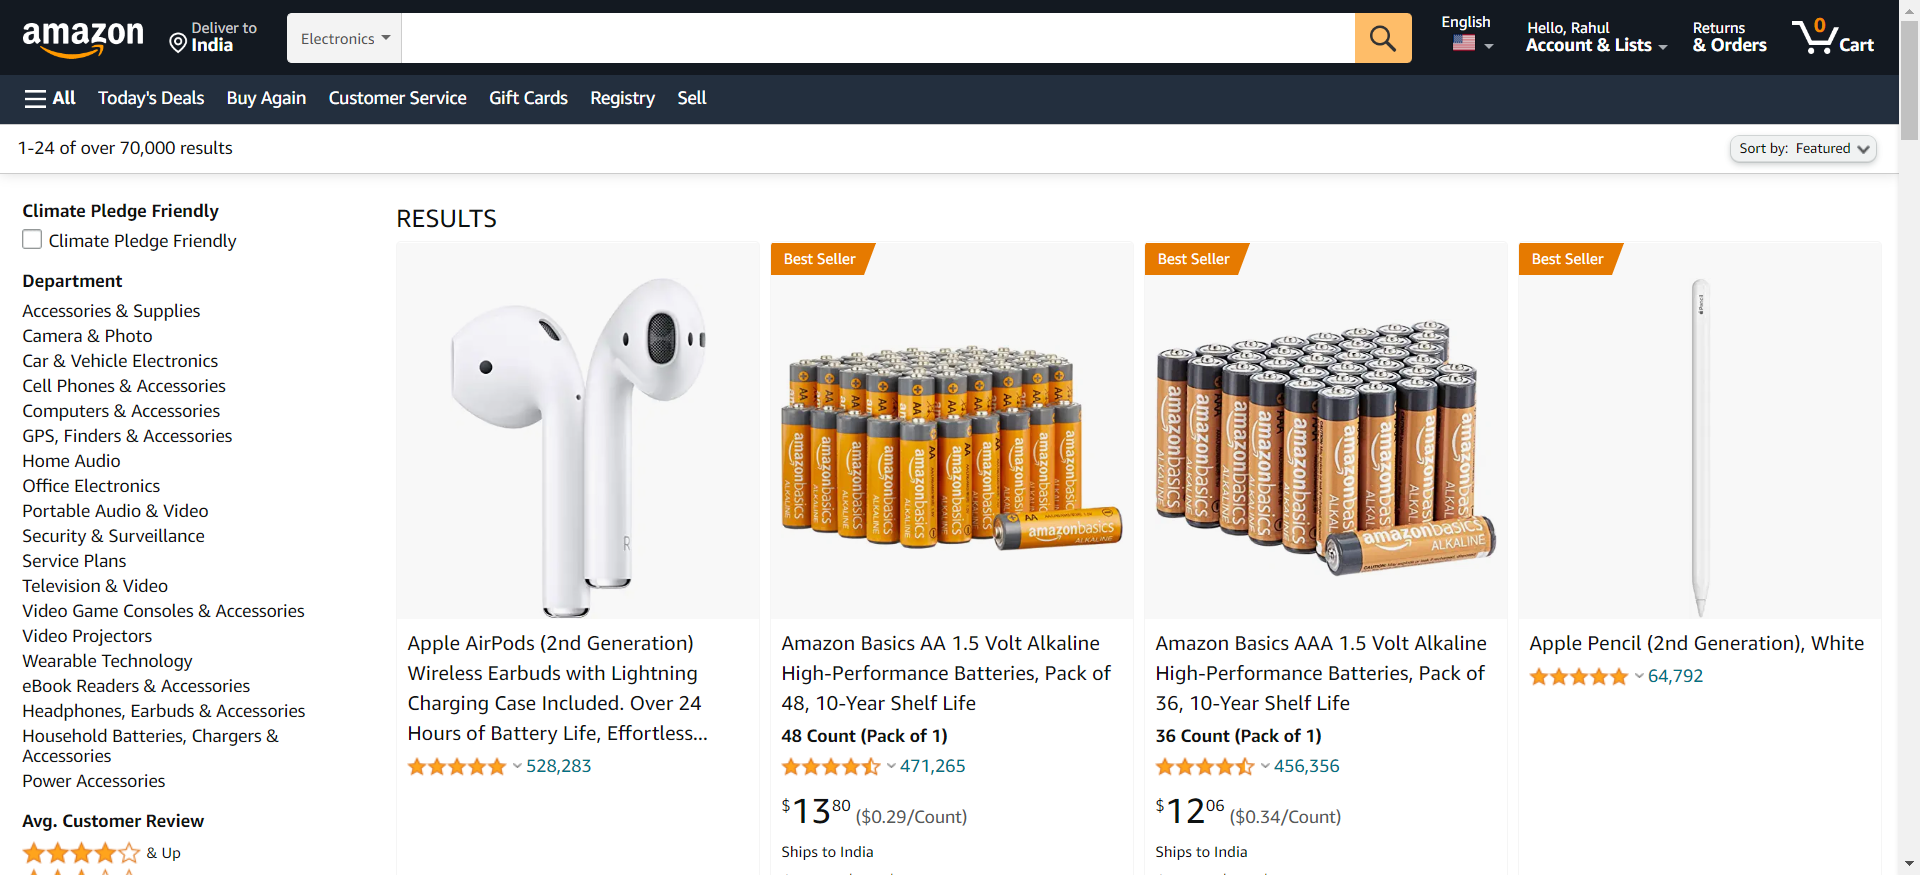 amazon
Deliver to
India
Electronics
English
Hello, Rahul
Account & Lists
Returns
& Orders
0
Cart
All
Today's Deals
Buy Again
Customer Service
Gift Cards
Registry
Sell
1-24 of over 70,000 results
Sort by: Featured
Climate Pledge Friendly
Climate Pledge Friendly
Department
Accessories & Supplies
Camera & Photo
Car & Vehicle Electronics
Cell Phones & Accessories
Computers & Accessories
GPS, Finders & Accessories
Home Audio
Office Electronics
Portable Audio & Video
Security & Surveillance
Service Plans
Television & Video
Video Game Consoles & Accessories
Video Projectors
Wearable Technology
eBook Readers & Accessories
Headphones, Earbuds & Accessories
Household Batteries, Chargers &
Accessories
Power Accessories
Avg. Customer Review
& Up
RESULTS
R
Apple AirPods (2nd Generation)
Wireless Earbuds with Lightning
Charging Case Included. Over 24
Hours of Battery Life, Effortless...
528,283
Best Seller
amazonbasics
ALKALINE
AA
Amazon Basics AA 1.5 Volt Alkaline
High-Performance Batteries, Pack of
48, 10-Year Shelf Life
48 Count (Pack of 1)
471,265
$13 80 ($0.29/Count)
Ships to India
Best Seller
amazonbasics
ALKALINE
AAA
Amazon Basics AAA 1.5 Volt Alkaline
High-Performance Batteries, Pack of
36, 10-Year Shelf Life
36 Count (Pack of 1)
456,356
$12 06 ($0.34/Count)
Ships to India
Best Seller
Pencil
Apple Pencil (2nd Generation), White
64,792